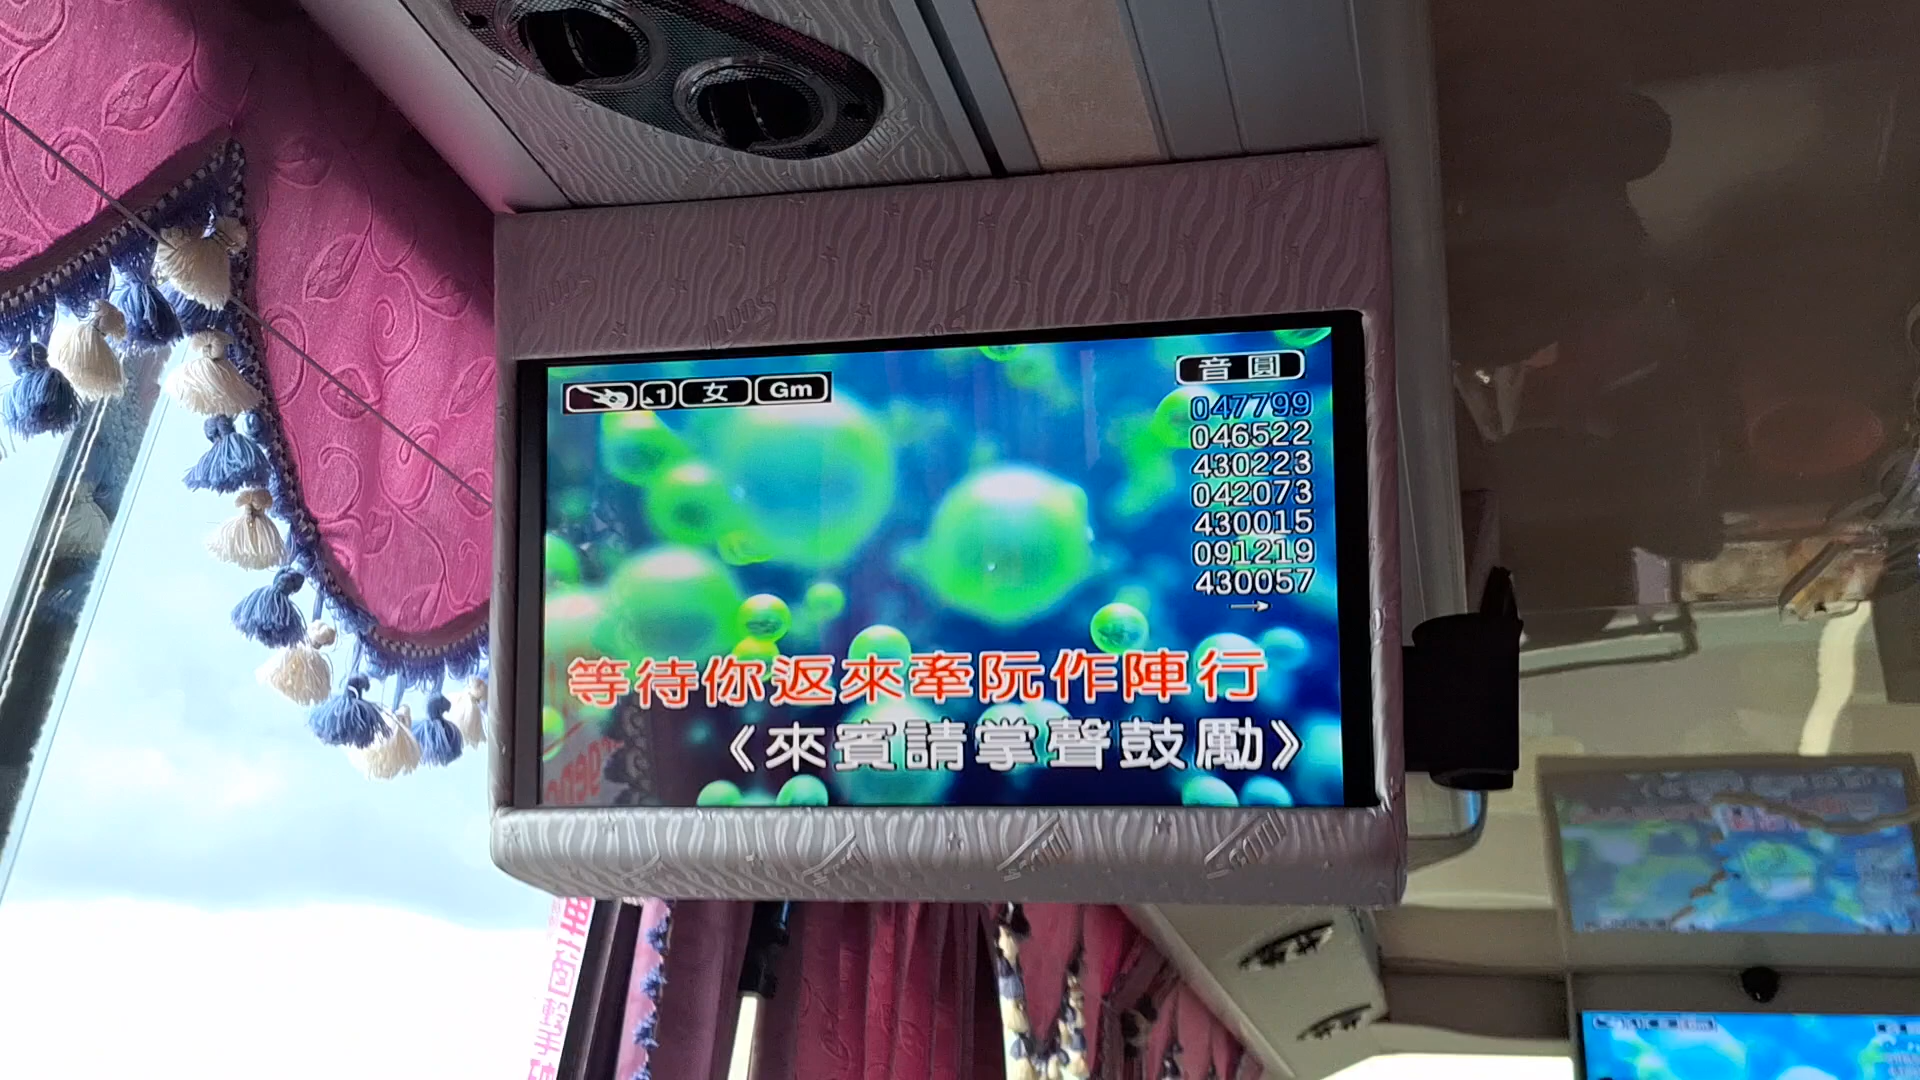 .1 女 Gm
音圓
047799
046522
430223
042073
430015
091219
430057
→
等待你返來牽阮作陣行
《來賓請掌聲鼓勵》